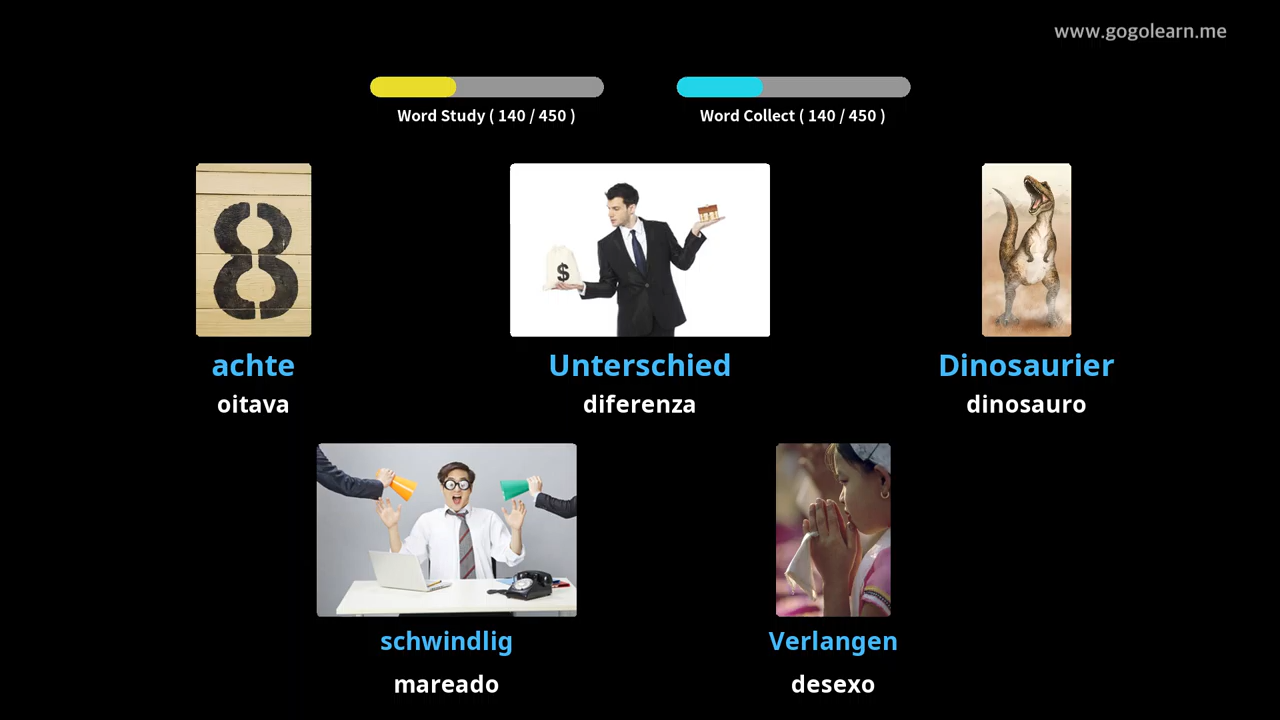 www.gogolearn.me
Word Study ( 140 / 450 )
Word Collect ( 140 / 450 )
8
$
achte
oitava
Unterschied
diferenza
Dinosaurier
dinosauro
schwindlig
mareado
Verlangen
desexo